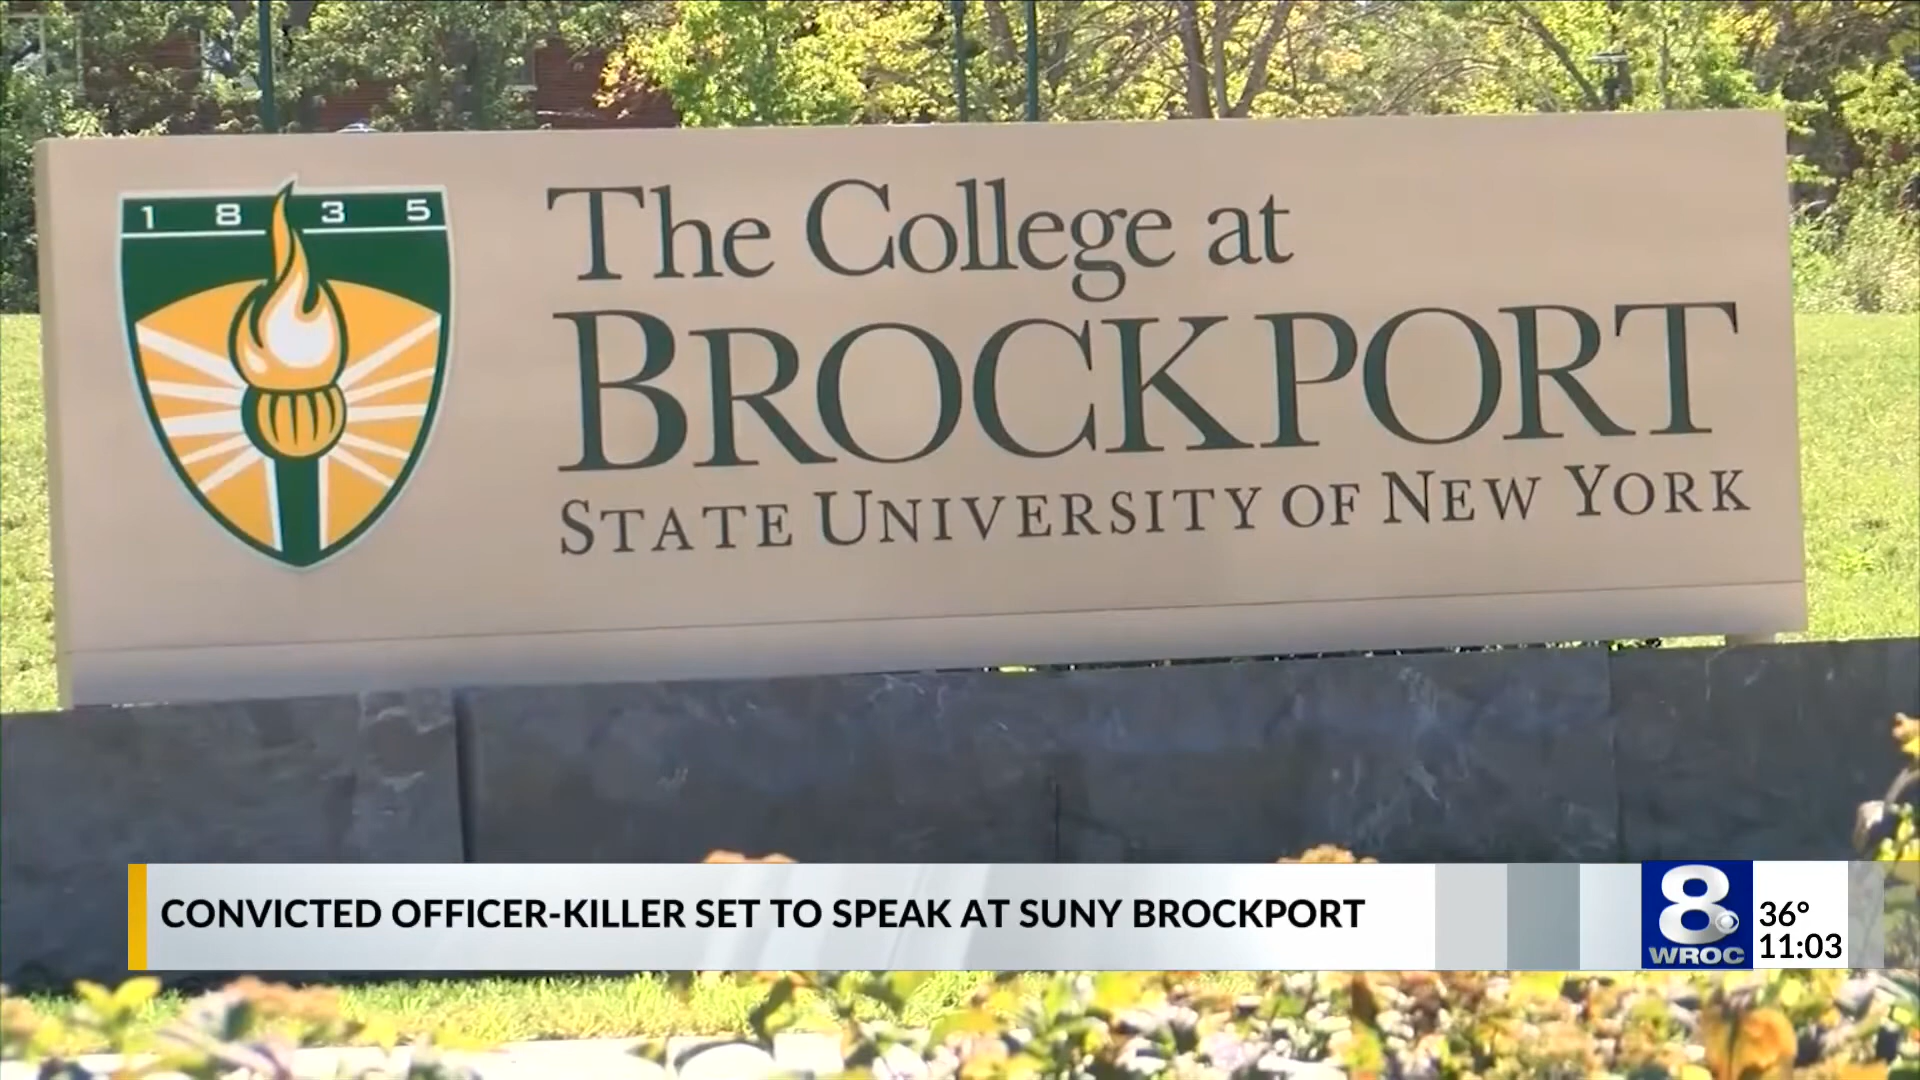 1 8 3 5
The College at
BROCKPORT
STATE UNIVERSITY OF NEW YORK
CONVICTED OFFICER-KILLER SET TO SPEAK AT SUNY BROCKPORT
8
WROC
36°
11:03